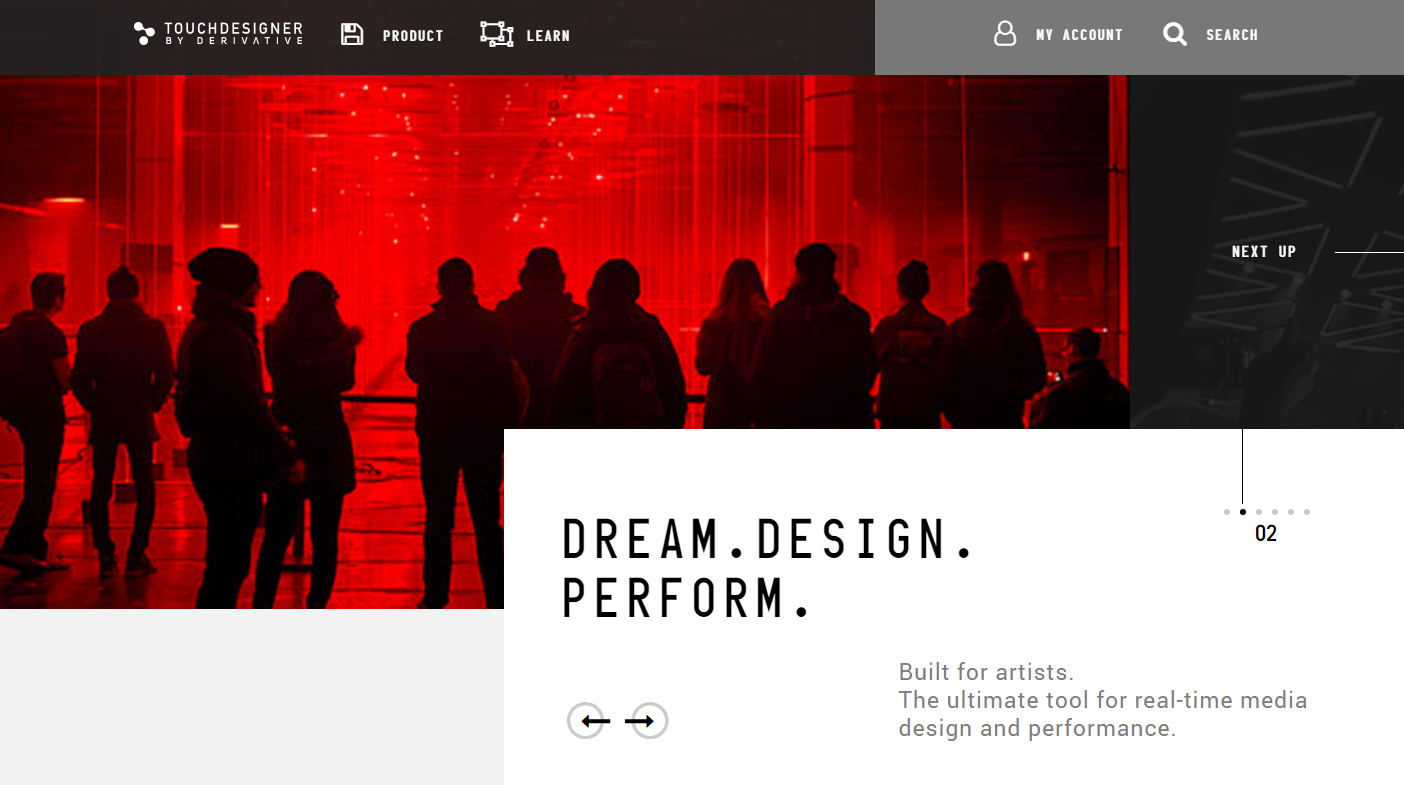 TOUCHDESIGNER
BY DERIVATIVE
PRODUCT
LEARN
MY ACCOUNT
SEARCH
NEXT UP
02
DREAM.DESIGN.
PERFORM.
Built for artists.
The ultimate tool for real-time media
design and performance.